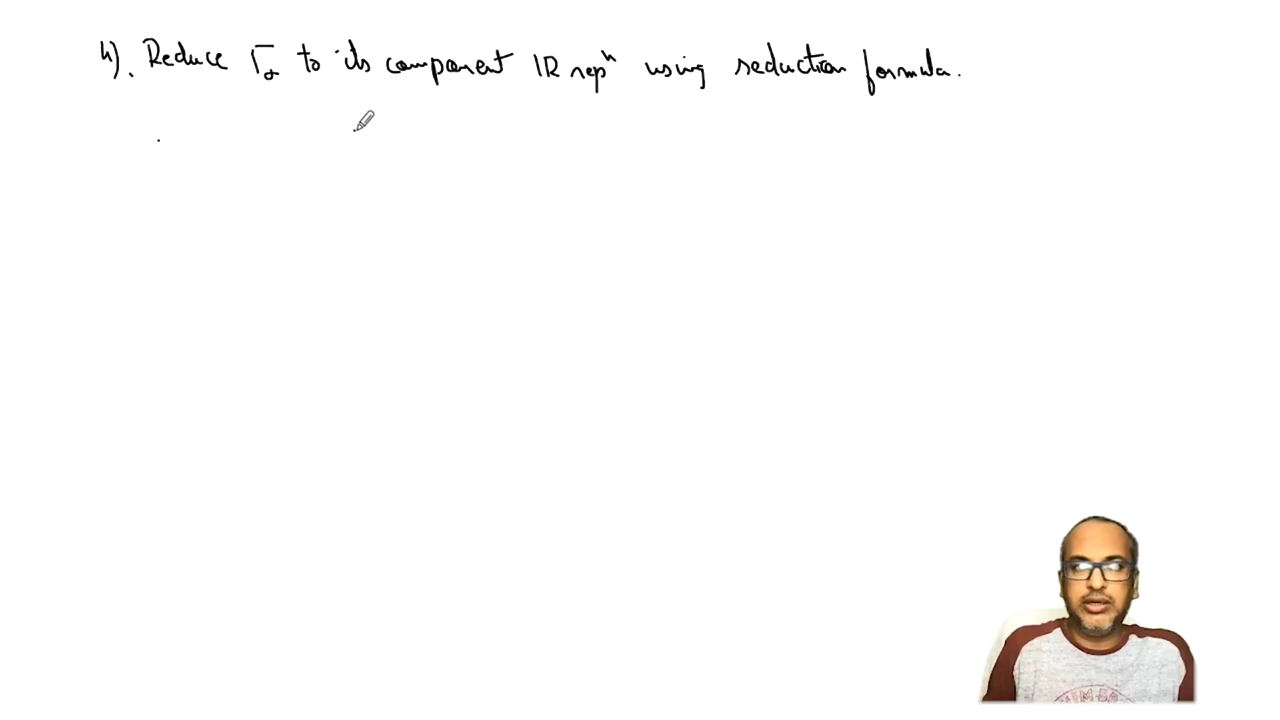 4). Reduce Γσ to its component IR repⁿ using reduction formula.